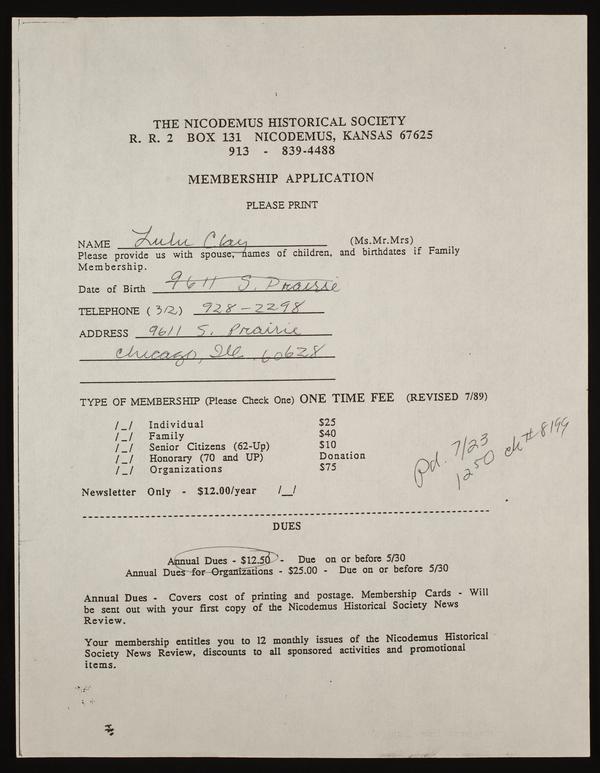 THE NICODEMUS HISTORICAL SOCIETY
R. R. 2 BOX 131 NICODEMUS, KANSAS 67625
913 - 839-4488
MEMBERSHIP APPLICATION
PLEASE PRINT
NAME Lulu Clay (Ms.Mr.Mrs)
Please provide us with spouse, names of children, and birthdates if Family
Membership.
Date of Birth 9611 S. Prairie
TELEPHONE (312) 928-2298
ADDRESS 9611 S. Prairie
Chicago, Ill. 60628
TYPE OF MEMBERSHIP (Please Check One) ONE TIME FEE (REVISED 7/89)
/_/ Individual $25
/_/ Family $40
/_/ Senior Citizens (62-Up) $10
/_/ Honorary (70 and UP) Donation
/_/ Organizations $75
Pd. 7/23
1250 ck # 8199
Newsletter Only - $12.00/year /_/
DUES
Annual Dues - $12.50 - Due on or before 5/30
Annual Dues for Organizations - $25.00 - Due on or before 5/30
Annual Dues - Covers cost of printing and postage. Membership Cards - Will
be sent out with your first copy of the Nicodemus Historical Society News
Review.
Your membership entitles you to 12 monthly issues of the Nicodemus Historical
Society News Review, discounts to all sponsored activities and promotional
items.